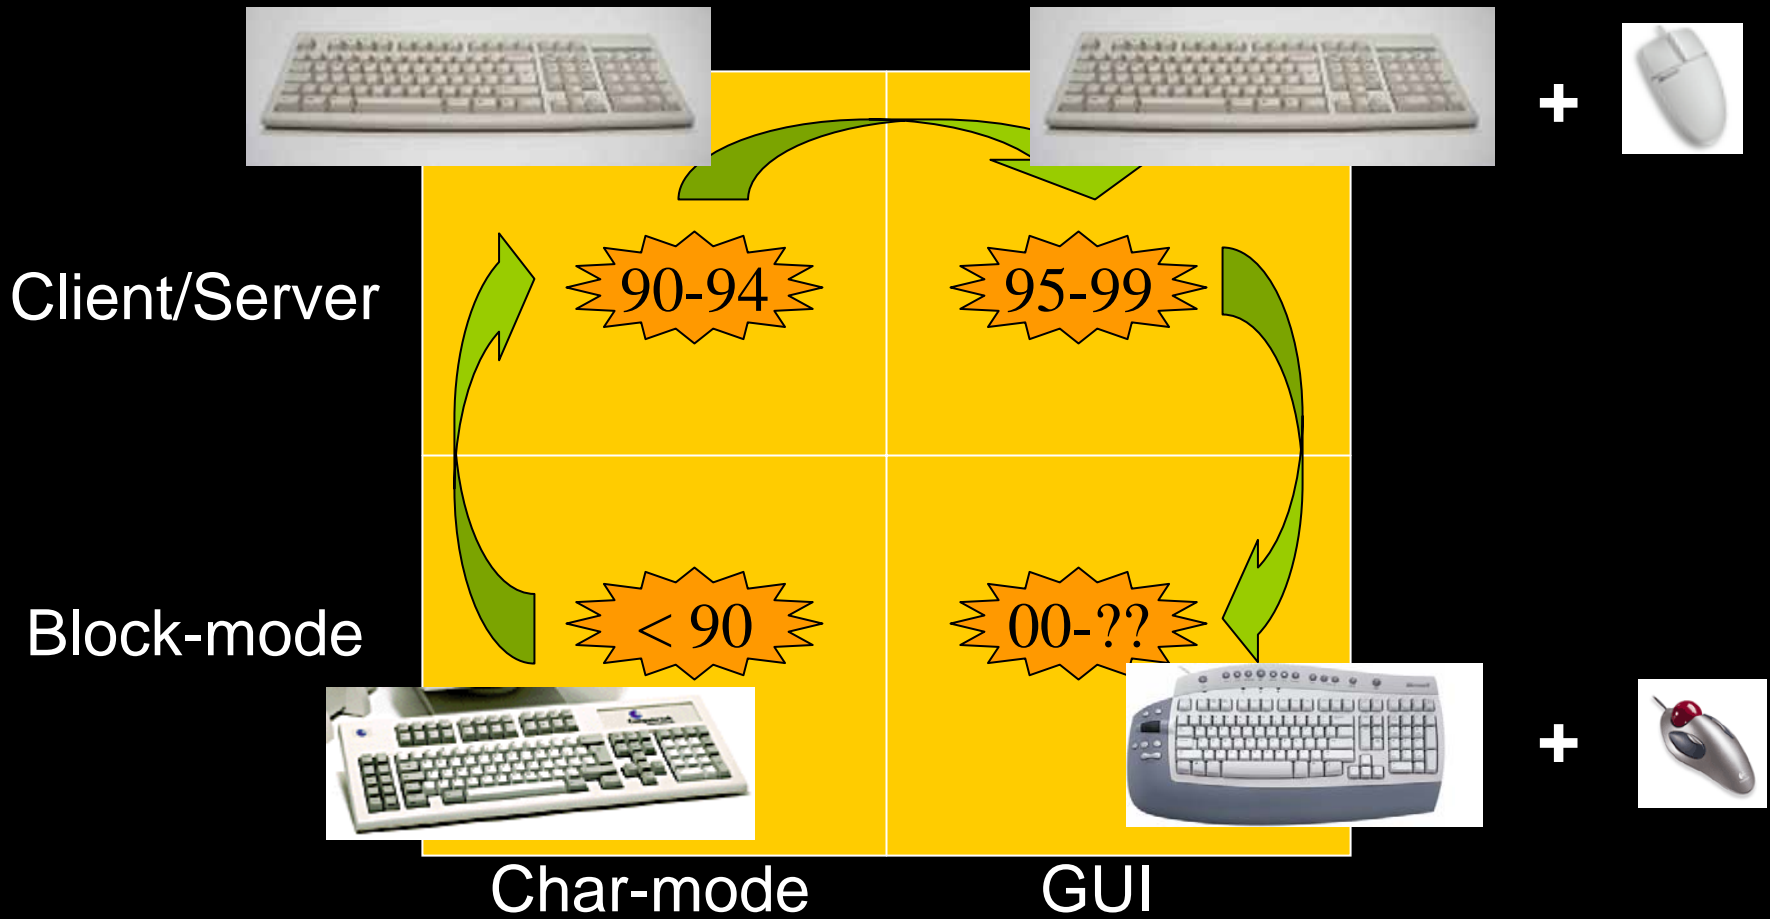 +
Client/Server
90-94
95-99
Block-mode
< 90
00-??
+
Char-mode
GUI